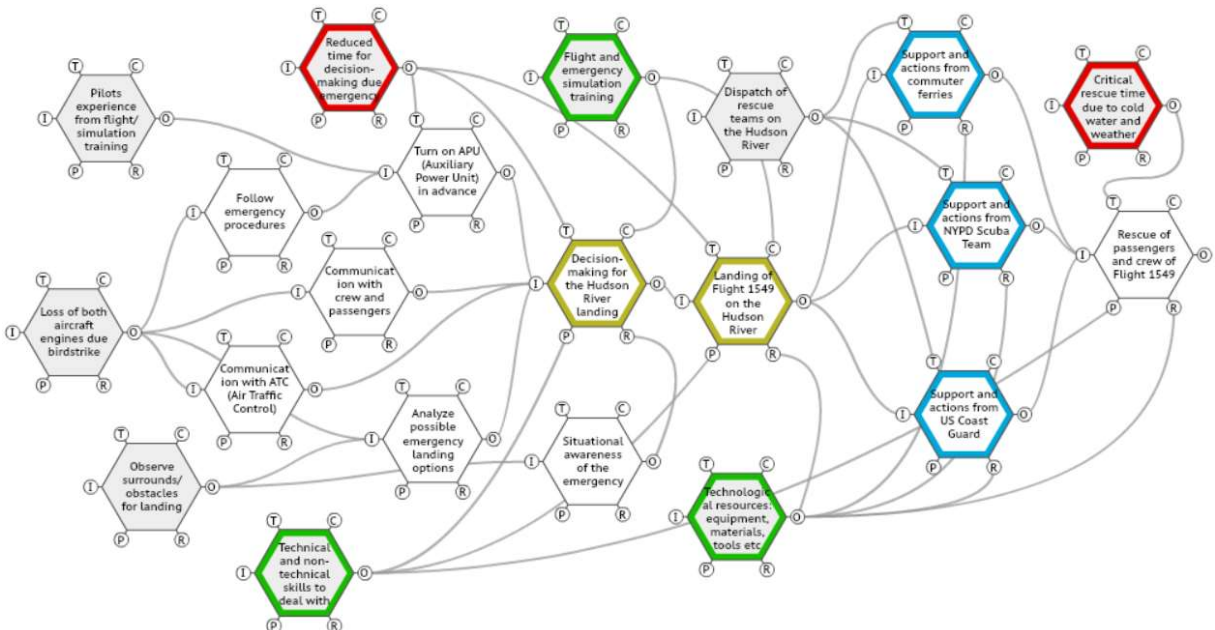 T
C
I
O
P
R
Pilots
experience
from flight/
simulation
training
T
C
I
O
P
R
Reduced
time for
decision-
making due
emergency
T
C
I
O
P
R
Flight and
emergency
simulation
training
T
C
I
O
P
R
Dispatch of
rescue
teams on
the Hudson
River
T
C
I
O
P
R
Support and
actions from
commuter
ferries
T
C
I
O
P
R
Critical
rescue time
due to cold
water and
weather
T
C
I
O
P
R
Turn on APU
(Auxiliary
Power Unit)
in advance
T
C
I
O
P
R
Follow
emergency
procedures
T
C
I
O
P
R
Communicat
ion with
crew and
passengers
T
C
I
O
P
R
Decision-
making for
the Hudson
River
landing
T
C
I
O
P
R
Landing of
Flight 1549
on the
Hudson
River
T
C
I
O
P
R
Support and
actions from
NYPD Scuba
Team
T
C
I
O
P
R
Rescue of
passengers
and crew of
Flight 1549
T
C
I
O
P
R
Loss of both
aircraft
engines due
birdstrike
T
C
I
O
P
R
Communicat
ion with ATC
(Air Traffic
Control)
T
C
I
O
P
R
Analyze
possible
emergency
landing
options
T
C
I
O
P
R
Situational
awareness
of the
emergency
T
C
I
O
P
R
Support and
actions from
US Coast
Guard
T
C
I
O
P
R
Observe
surrounds/
obstacles
for landing
T
C
I
O
P
R
Technical
and non-
technical
skills to
deal with
T
C
I
O
P
R
Technologic
al resources:
equipment,
materials,
tools etc